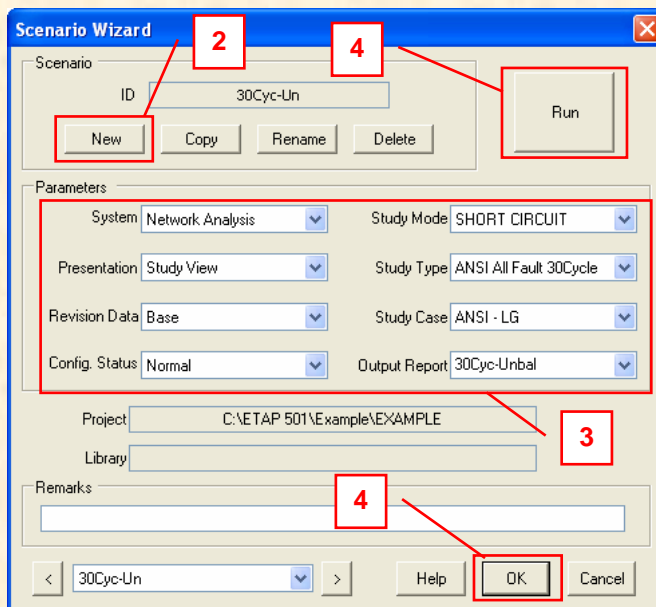 Scenario Wizard
2
4
Scenario
ID 30Cyc-Un
New Copy Rename Delete
Run
Parameters
System Network Analysis Study Mode SHORT CIRCUIT
Presentation Study View Study Type ANSI All Fault 30Cycle
Revision Data Base Study Case ANSI - LG
Config. Status Normal Output Report 30Cyc-Unbal
Project C:\ETAP 501\Example\EXAMPLE
3
Library
Remarks
4
< 30Cyc-Un > Help OK Cancel